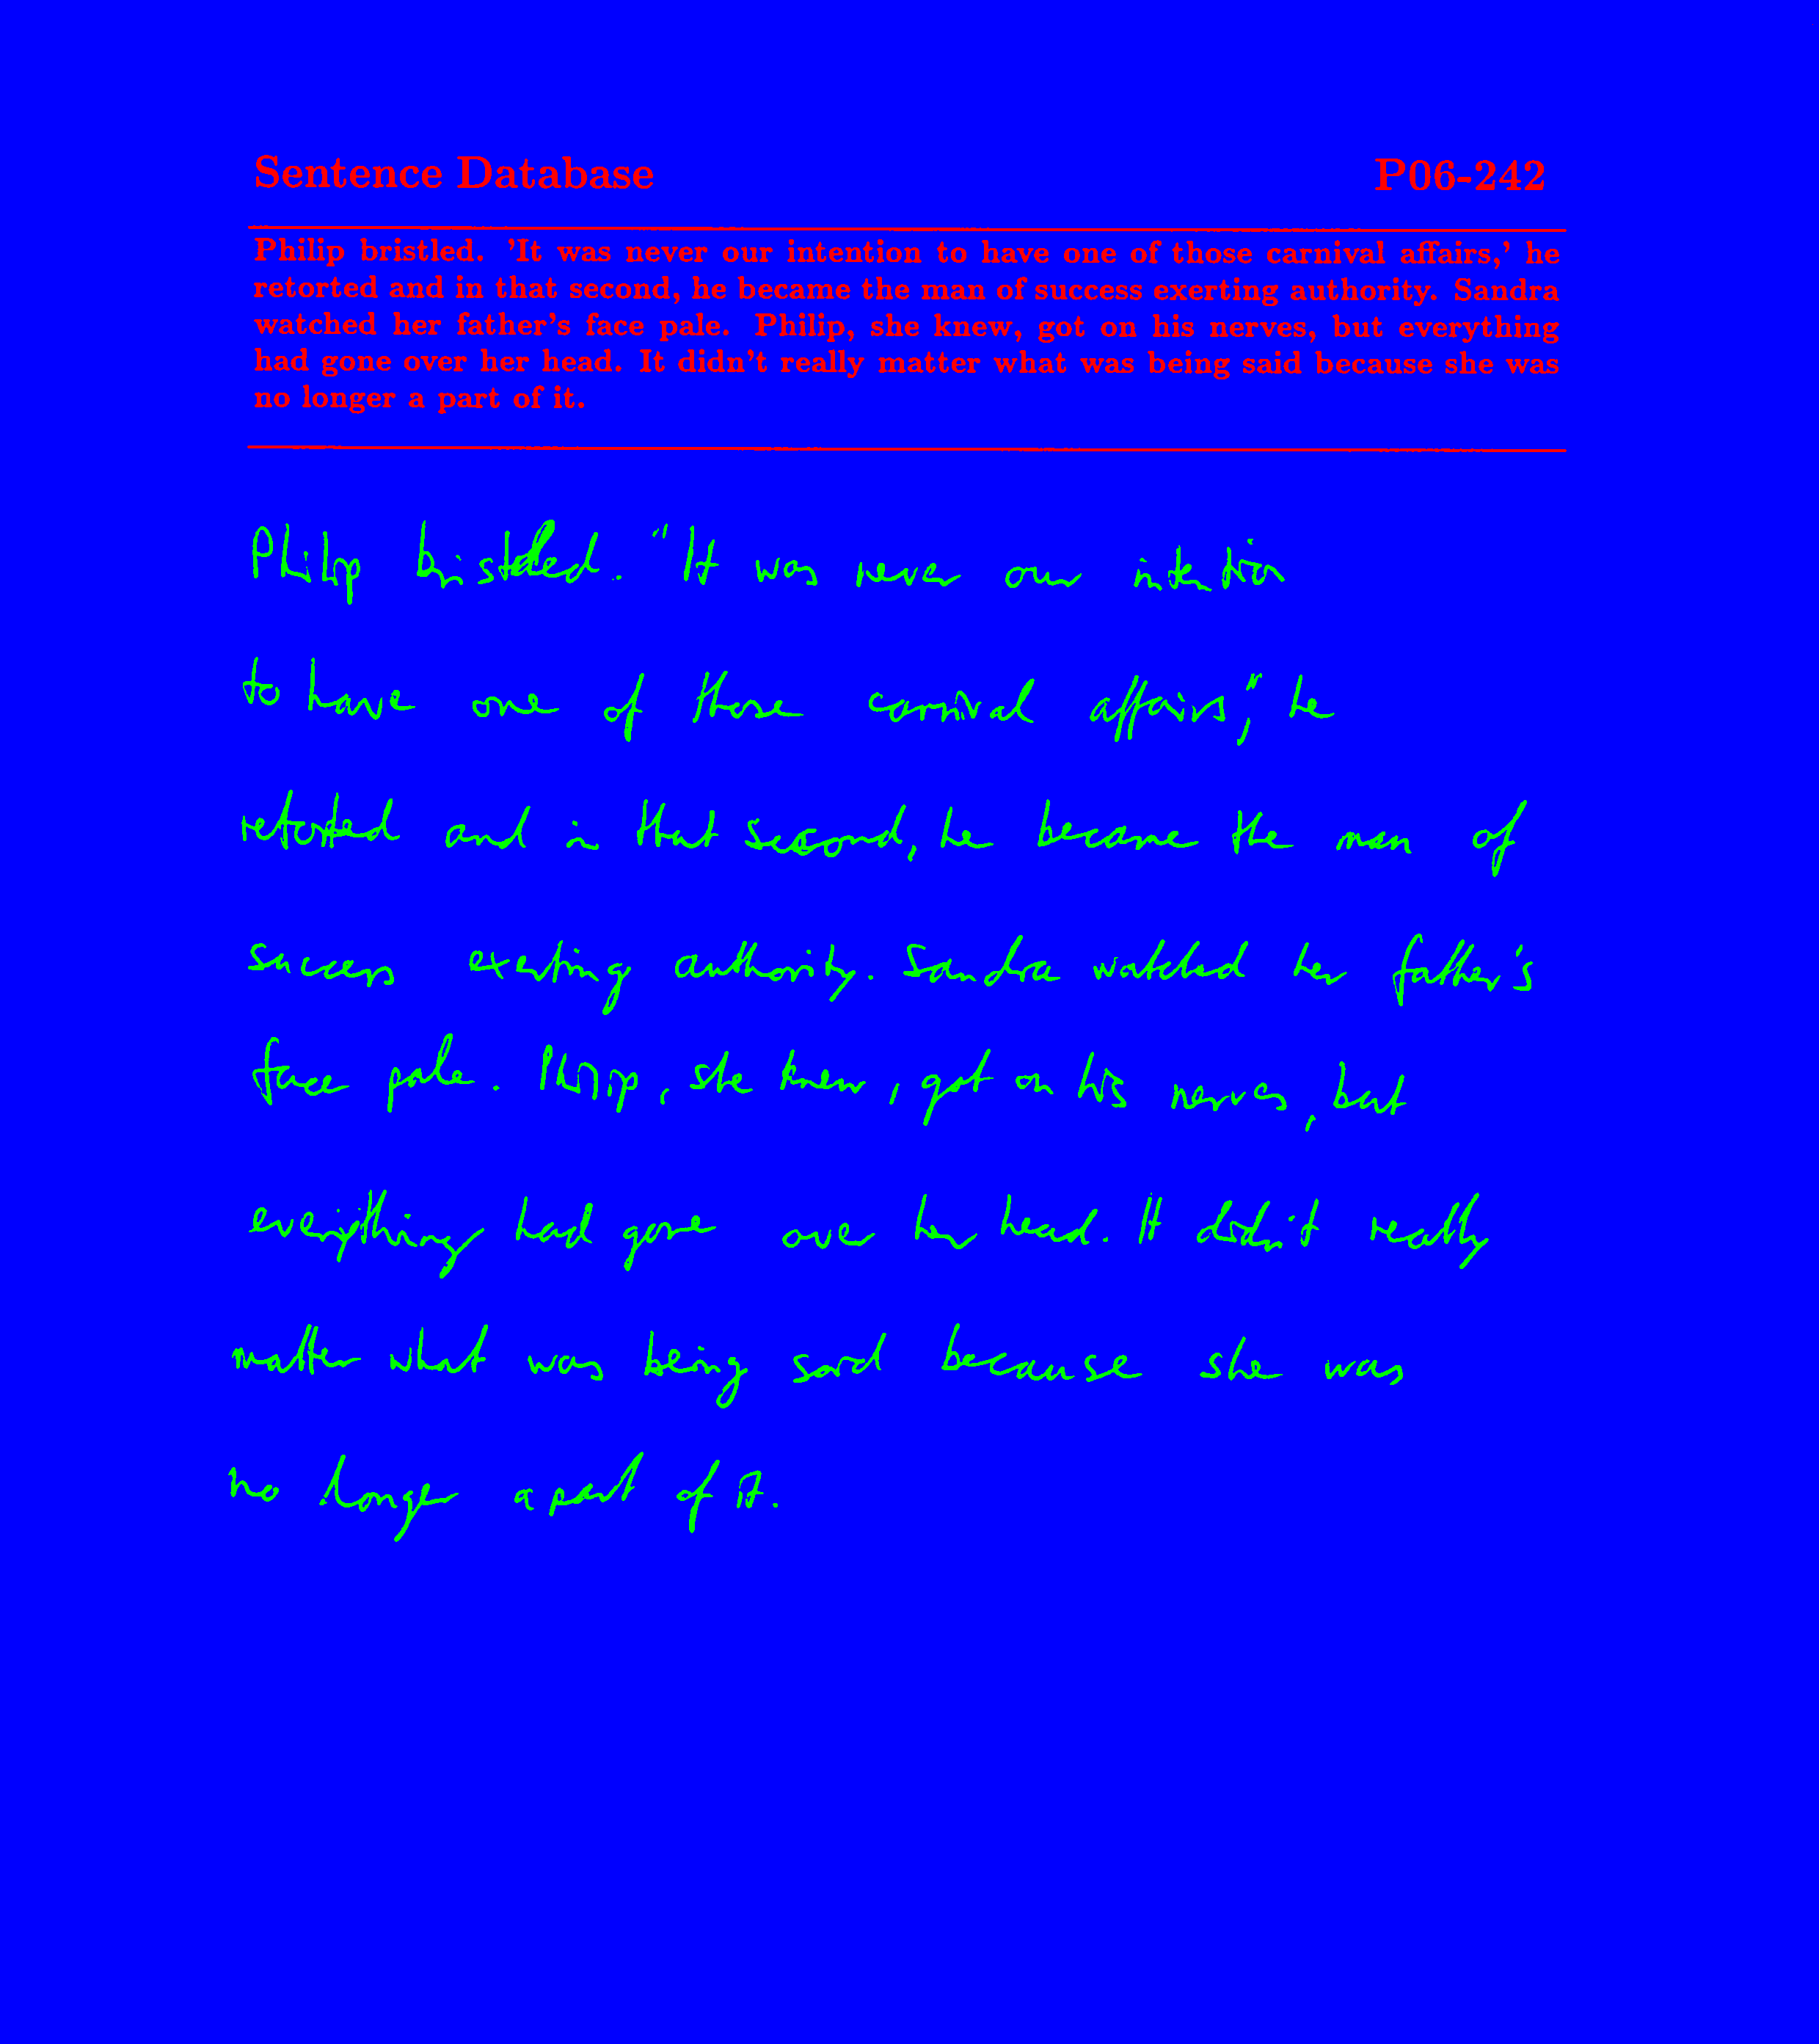 Sentence Database P06-242
Philip bristled. 'It was never our intention to have one of those carnival affairs,' he
retorted and in that second, he became the man of success exerting authority. Sandra
watched her father's face pale. Philip, she knew, got on his nerves, but everything
had gone over her head. It didn't really matter what was being said because she was
no longer a part of it.
Philip bristled. "It was never our intention
to have one of those carnival affairs", he
retorted and in that second, he became the man of
success exerting authority. Sandra watched her father's
face pale. Philip, she knew, got on his nerves, but
everything had gone over her head. It didn't really
matter what was being said because she was
no longer a part of it.